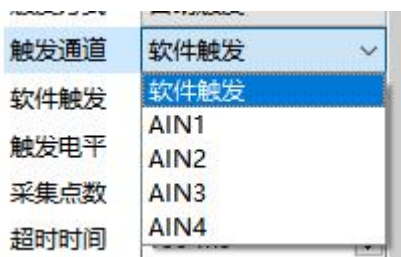 触发通道 软件触发
软件触发 软件触发
AIN1
触发电平 AIN2
采集点数 AIN3
超时时间 AIN4